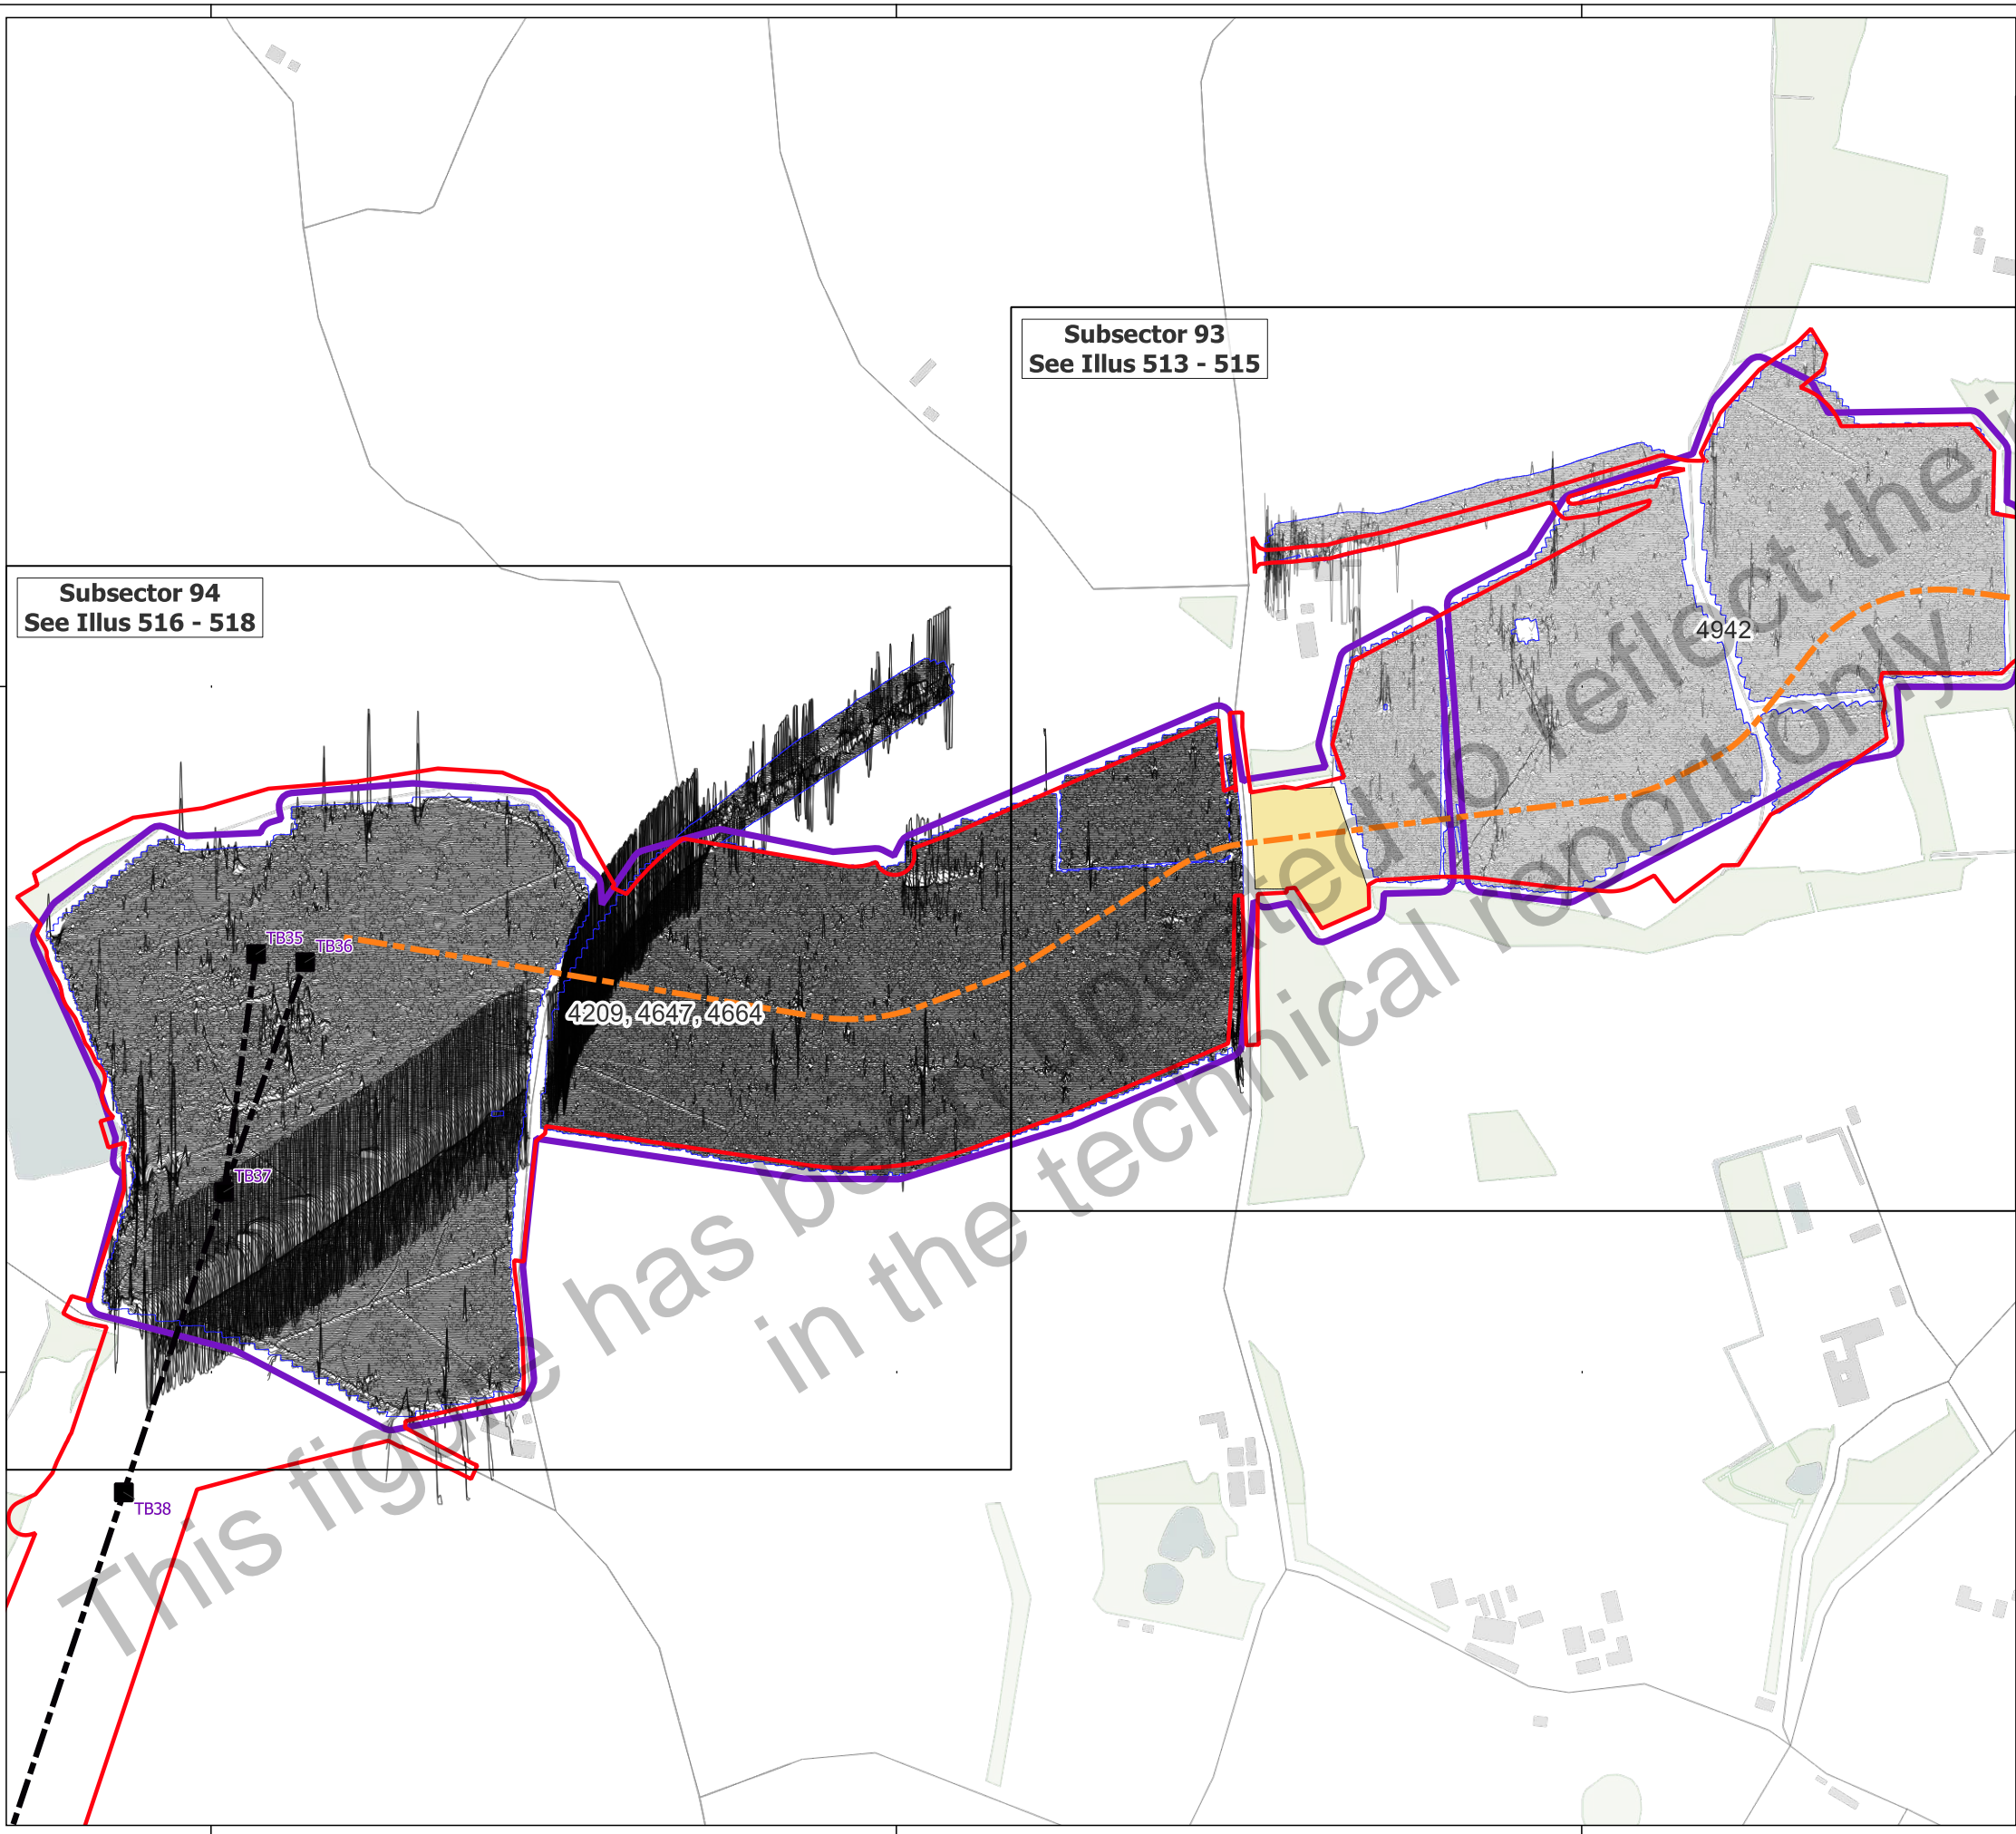 Subsector 93
See Illus 513 - 515
Subsector 94
See Illus 516 - 518
4942
TB35
TB36
4209, 4647, 4664
TB37
TB38
This figure has been updated to reflect the
in the technical report only